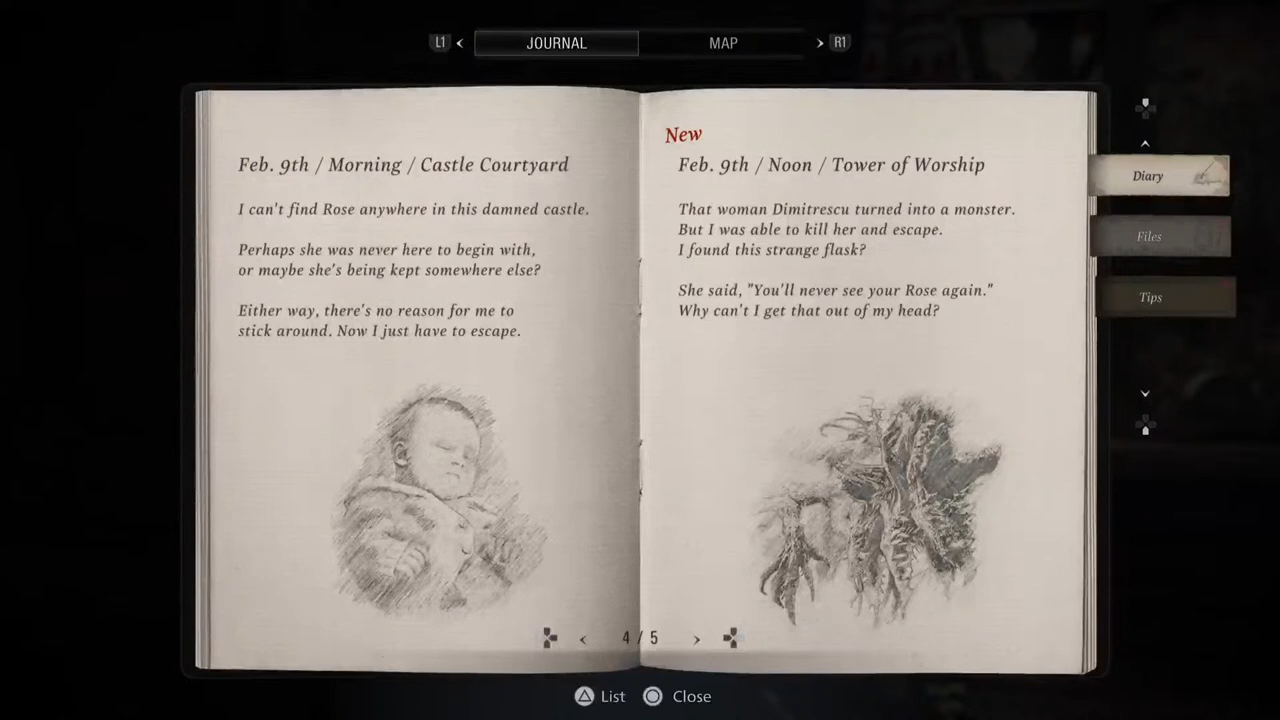 L1 JOURNAL MAP R1
Feb. 9th / Morning / Castle Courtyard
I can't find Rose anywhere in this damned castle.
Perhaps she was never here to begin with,
or maybe she's being kept somewhere else?
Either way, there's no reason for me to
stick around. Now I just have to escape.
New
Feb. 9th / Noon / Tower of Worship
That woman Dimitrescu turned into a monster.
But I was able to kill her and escape.
I found this strange flask?
She said, "You'll never see your Rose again."
Why can't I get that out of my head?
Diary
Files
Tips
4 / 5
List Close